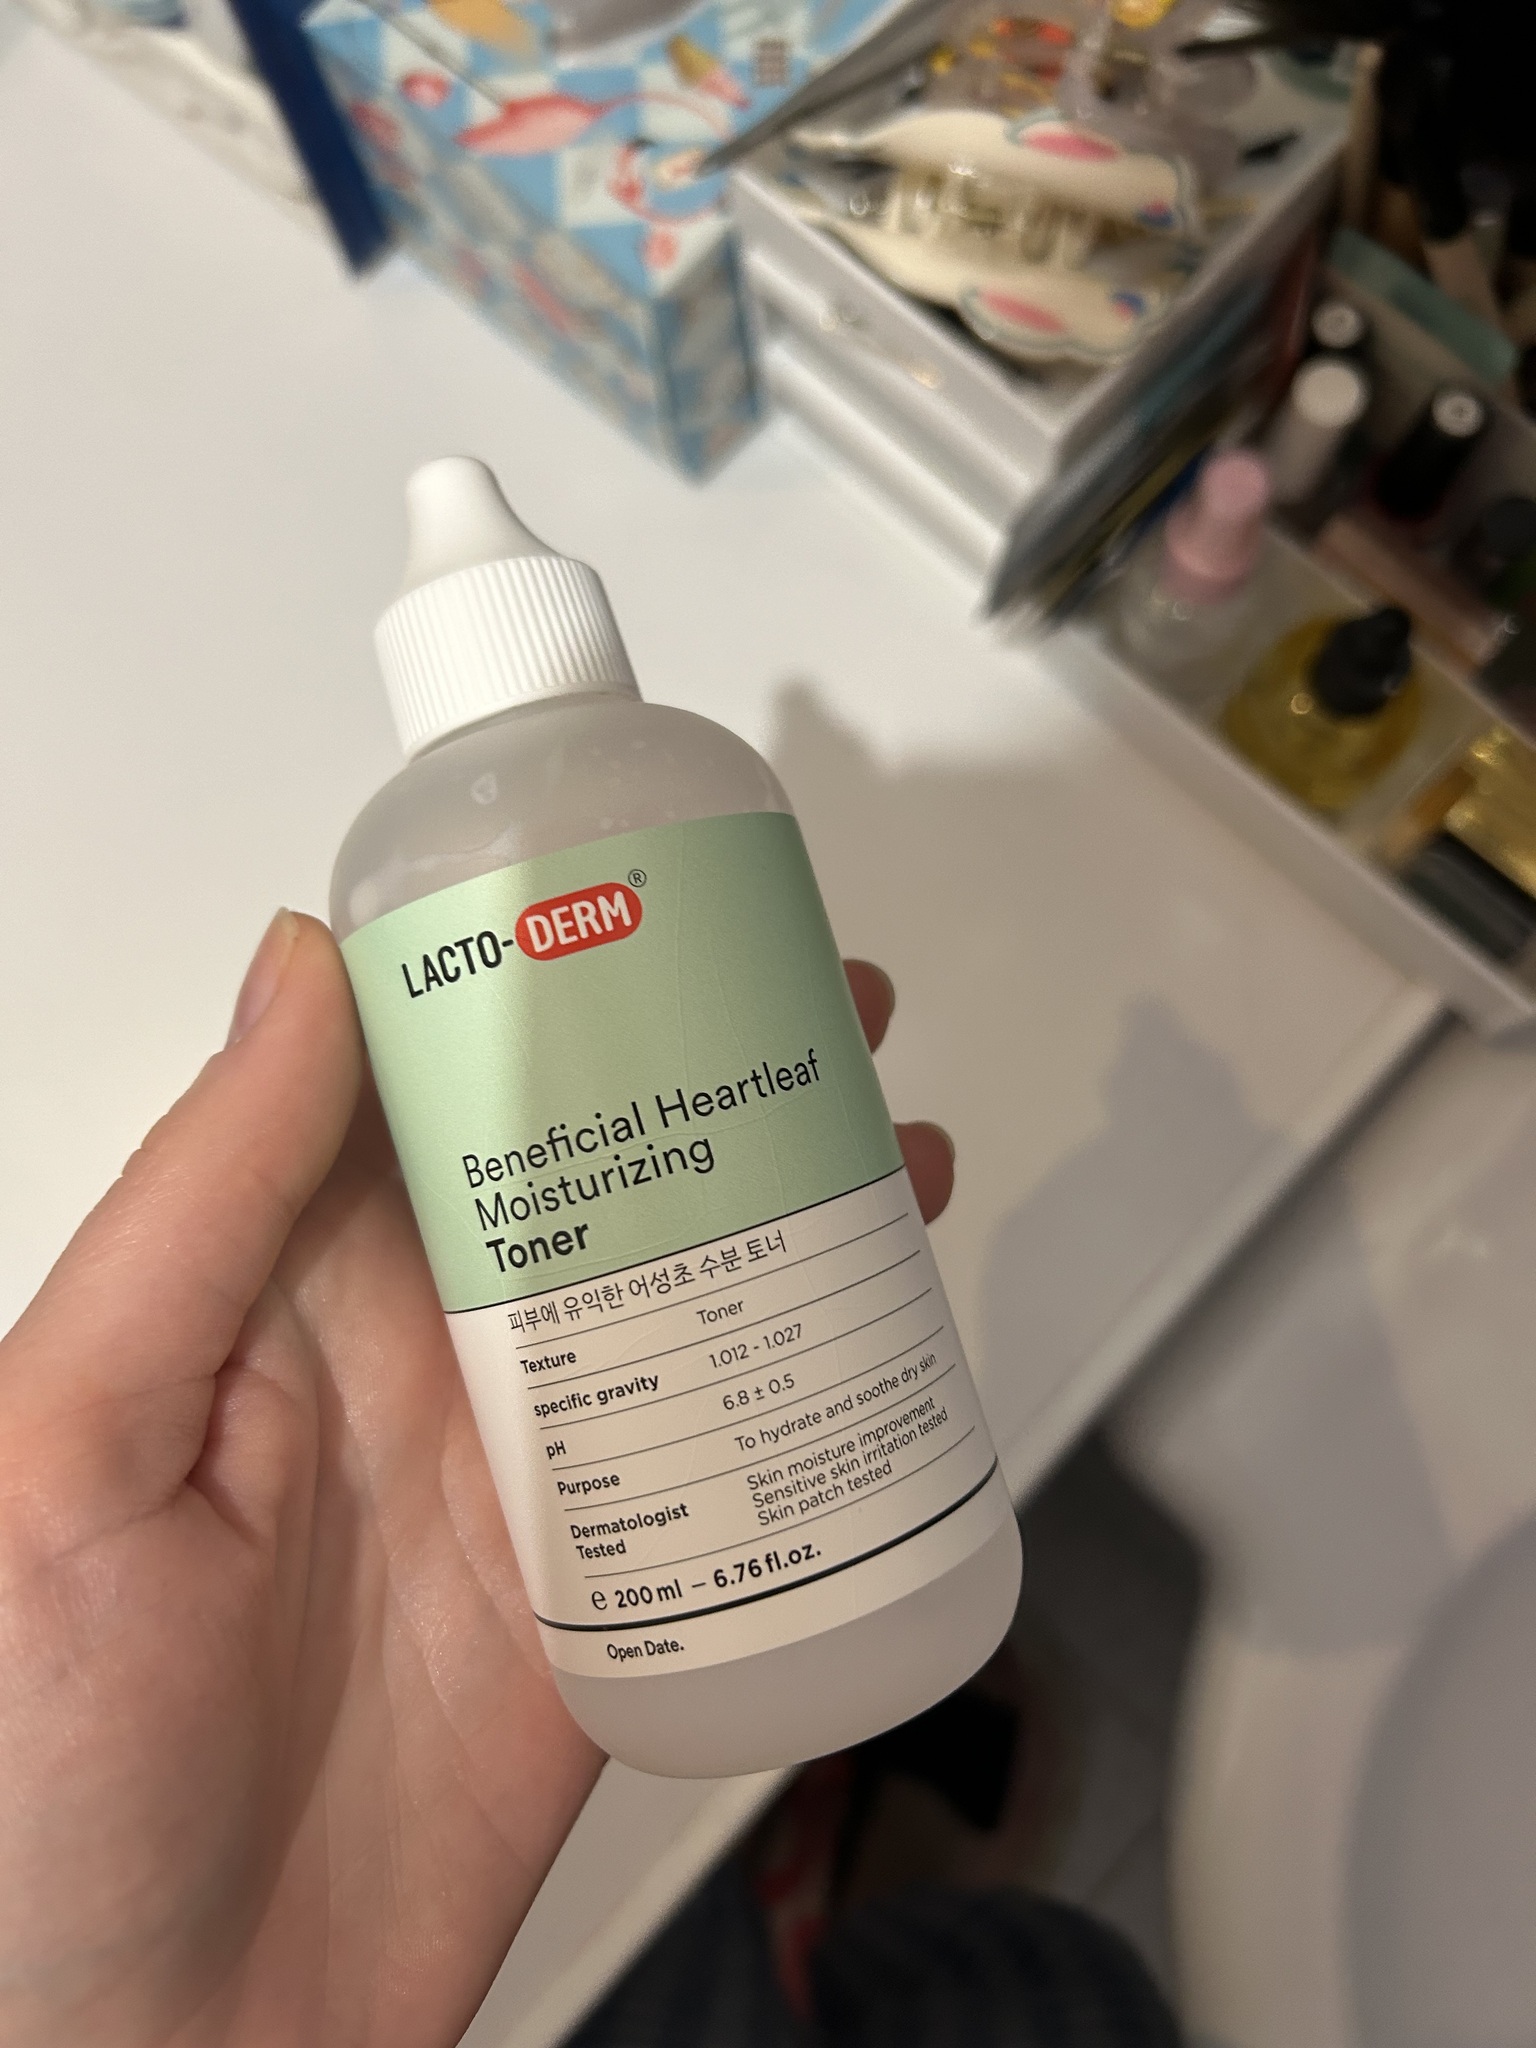 LACTO-DERM®
Beneficial Heartleaf
Moisturizing
Toner
피부에 유익한 어성초 수분 토너
Texture Toner
specific gravity 1.012 - 1.027
pH 6.8 ± 0.5
Purpose To hydrate and soothe dry skin
Dermatologist Tested Skin moisture improvement
Sensitive skin irritation tested
Skin patch tested
℮ 200 ml – 6.76 fl.oz.
Open Date.